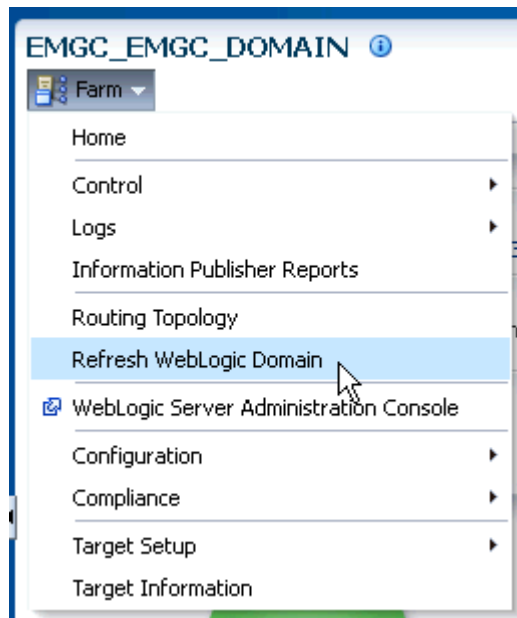 EMGC_EMGC_DOMAIN
Farm
Home
Control
Logs
Information Publisher Reports
Routing Topology
Refresh WebLogic Domain
WebLogic Server Administration Console
Configuration
Compliance
Target Setup
Target Information